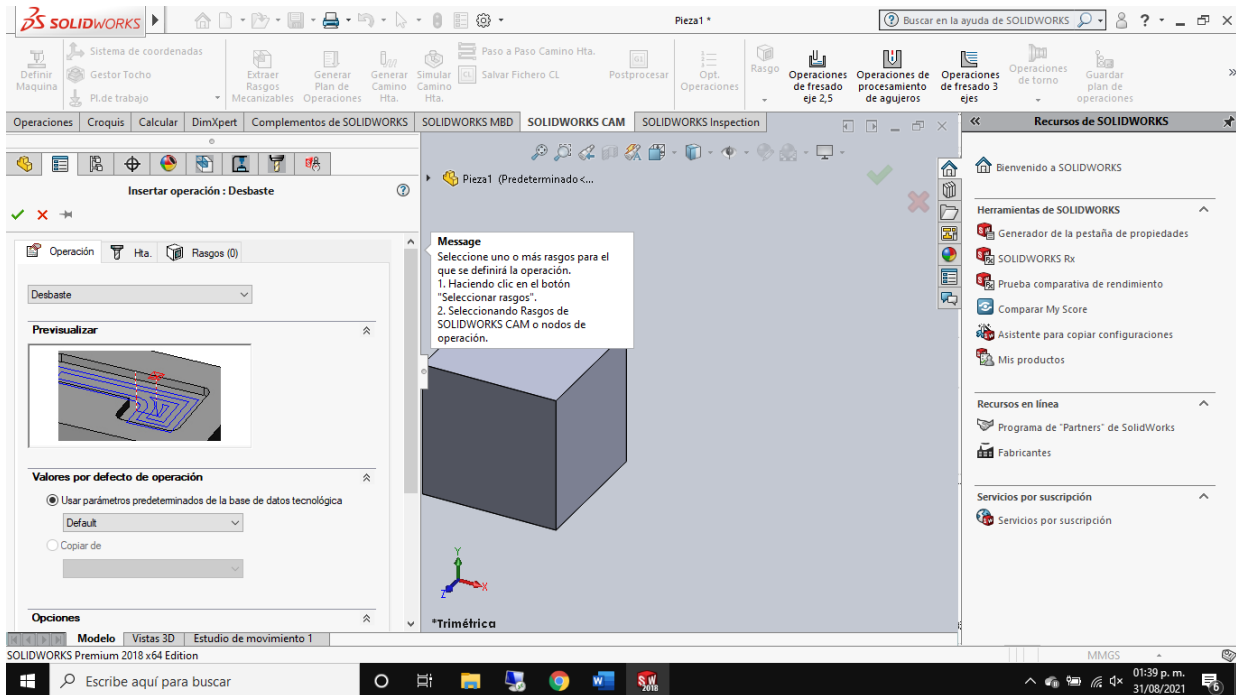 SOLIDWORKS
Pieza1 *
Buscar en la ayuda de SOLIDWORKS
?
Definir Maquina
Sistema de coordenadas
Gestor Tocho
Pl.de trabajo
Extraer Rasgos Mecanizables
Generar Plan de Operaciones
Generar Camino Hta.
Simular Camino Hta.
Paso a Paso Camino Hta.
CL Salvar Fichero CL
G1
Postprocesar
Opt. Operaciones
Rasgo
Operaciones de fresado eje 2,5
Operaciones de procesamiento de agujeros
Operaciones de fresado 3 ejes
Operaciones de torno
Guardar plan de operaciones
Operaciones Croquis Calcular DimXpert Complementos de SOLIDWORKS SOLIDWORKS MBD SOLIDWORKS CAM SOLIDWORKS Inspection
Insertar operación : Desbaste
?
Operación Hta. Rasgos (0)
Desbaste
Previsualizar
Valores por defecto de operación
Usar parámetros predeterminados de la base de datos tecnológica
Default
Copiar de
Opciones
Pieza1 (Predeterminado<...
Message
Seleccione uno o más rasgos para el
que se definirá la operación.
1. Haciendo clic en el botón
"Seleccionar rasgos".
2. Seleccionando Rasgos de
SOLIDWORKS CAM o nodos de
operación.
Y
X
Z
*Trimétrica
Recursos de SOLIDWORKS
Bienvenido a SOLIDWORKS
Herramientas de SOLIDWORKS
Generador de la pestaña de propiedades
SOLIDWORKS Rx
Prueba comparativa de rendimiento
Comparar My Score
Asistente para copiar configuraciones
Mis productos
Recursos en línea
Programa de "Partners" de SolidWorks
Fabricantes
Servicios por suscripción
Servicios por suscripción
Modelo Vistas 3D Estudio de movimiento 1
SOLIDWORKS Premium 2018 x64 Edition
MMGS
Escribe aquí para buscar
W
SW
2018
01:39 p. m.
31/08/2021
6